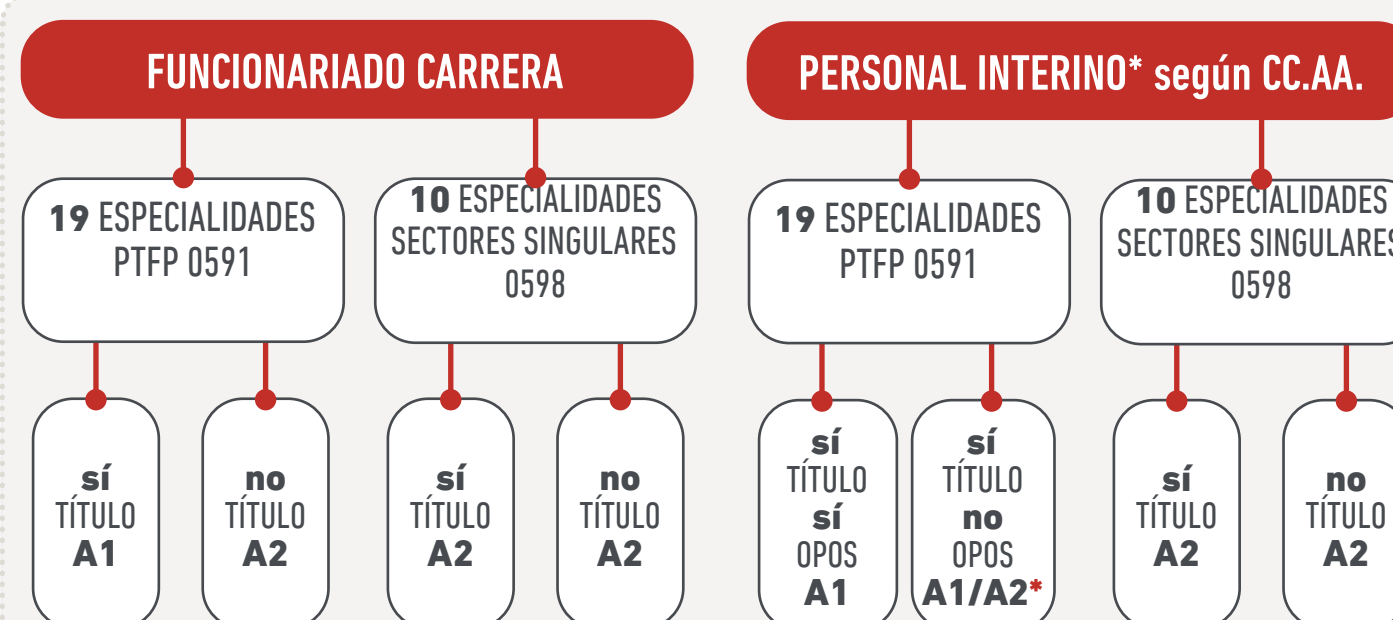 FUNCIONARIADO CARRERA
19 ESPECIALIDADES
PTFP 0591
10 ESPECIALIDADES
SECTORES SINGULARES
0598
sí
TÍTULO
A1
no
TÍTULO
A2
sí
TÍTULO
A2
no
TÍTULO
A2
PERSONAL INTERINO* según CC.AA.
19 ESPECIALIDADES
PTFP 0591
10 ESPECIALIDADES
SECTORES SINGULARES
0598
sí
TÍTULO
sí
OPOS
A1
sí
TÍTULO
no
OPOS
A1/A2*
sí
TÍTULO
A2
no
TÍTULO
A2